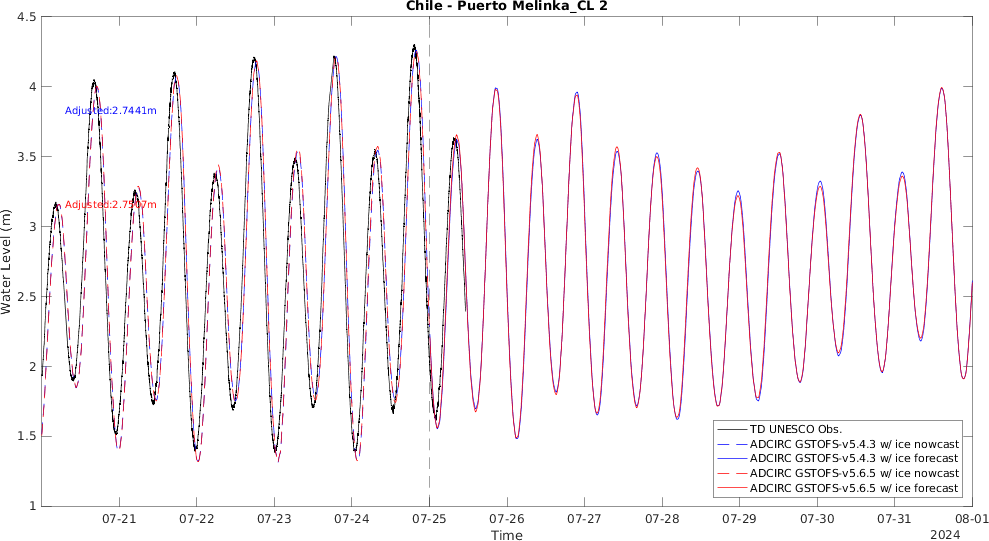 Chile - Puerto Melinka_CL 2
4.5
4
3.5
3
2.5
2
1.5
1
Water Level (m)
Adjusted:2.7441m
Adjusted:2.7567m
TD UNESCO Obs.
ADCIRC GSTOFS-v5.4.3 w/ ice nowcast
ADCIRC GSTOFS-v5.4.3 w/ ice forecast
ADCIRC GSTOFS-v5.6.5 w/ ice nowcast
ADCIRC GSTOFS-v5.6.5 w/ ice forecast
07-21 07-22 07-23 07-24 07-25 07-26 07-27 07-28 07-29 07-30 07-31 08-01
Time
2024